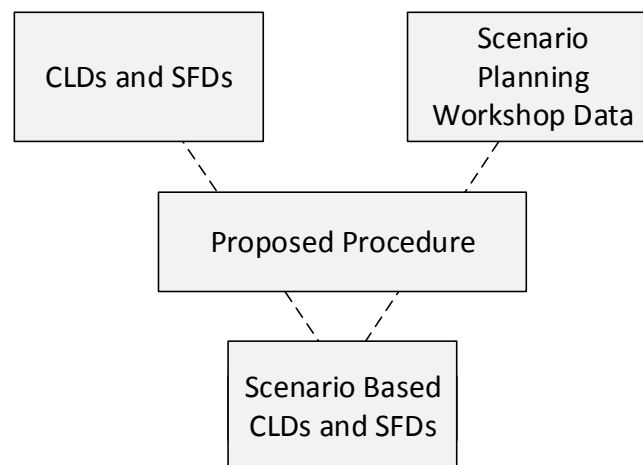 CLDs and SFDs
Scenario
Planning
Workshop Data
Proposed Procedure
Scenario Based
CLDs and SFDs